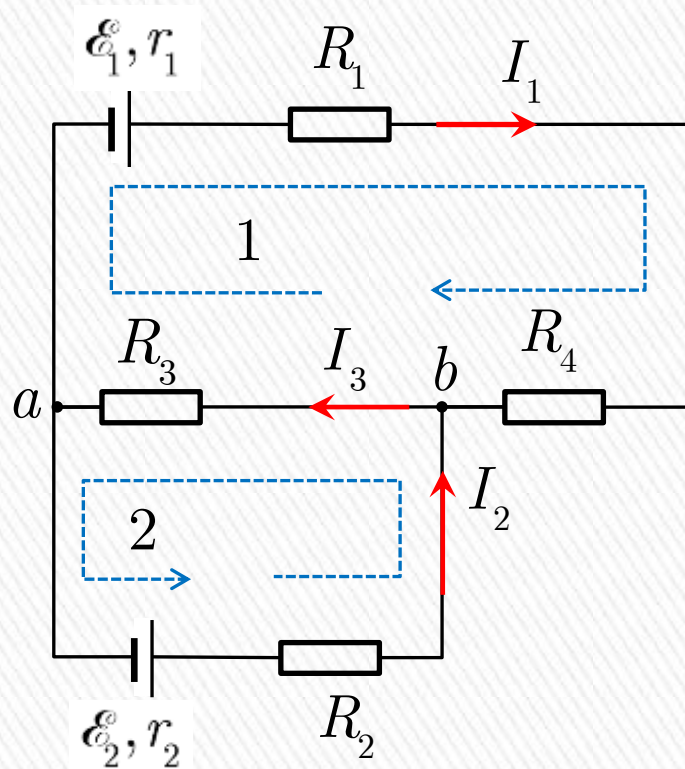 ℰ₁, r₁
R₁
I₁
1
R₃
I₃
b
R₄
a
I₂
2
ℰ₂, r₂
R₂